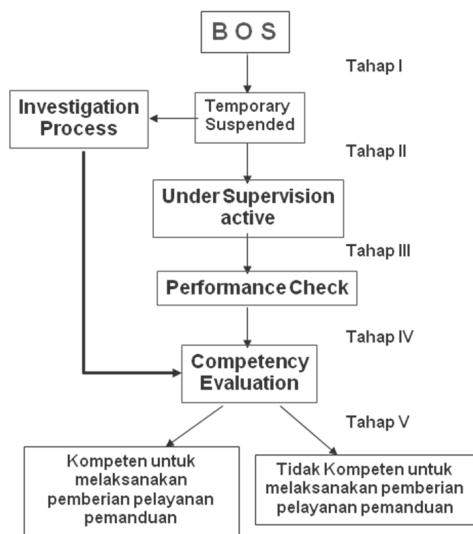 B O S
Tahap I
Investigation
Process
Temporary
Suspended
Tahap II
Under Supervision
active
Tahap III
Performance Check
Tahap IV
Competency
Evaluation
Tahap V
Kompeten untuk
melaksanakan
pemberian pelayanan
pemanduan
Tidak Kompeten untuk
melaksanakan pemberian
pelayanan pemanduan